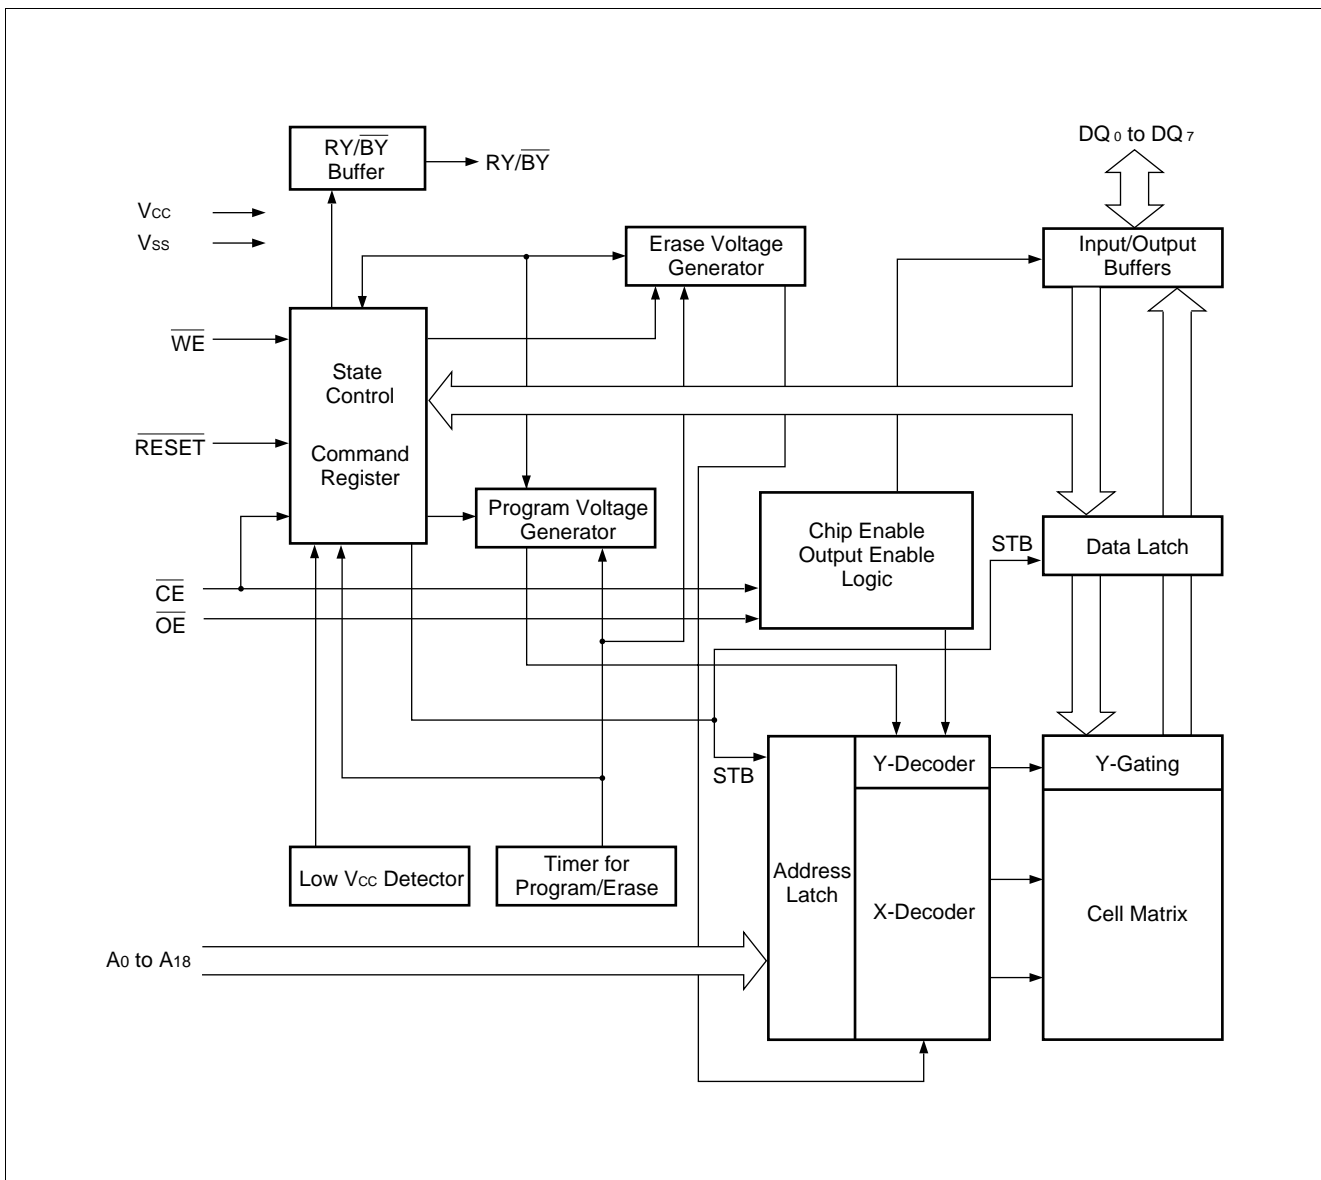 RY/BY
Buffer
RY/BY
DQ0 to DQ7
VCC
VSS
Erase Voltage
Generator
Input/Output
Buffers
WE
State
Control
RESET
Command
Register
Program Voltage
Generator
Chip Enable
Output Enable
Logic
STB
Data Latch
CE
OE
STB
Y-Decoder
Y-Gating
Low VCC Detector
Timer for
Program/Erase
Address
Latch
X-Decoder
Cell Matrix
A0 to A18